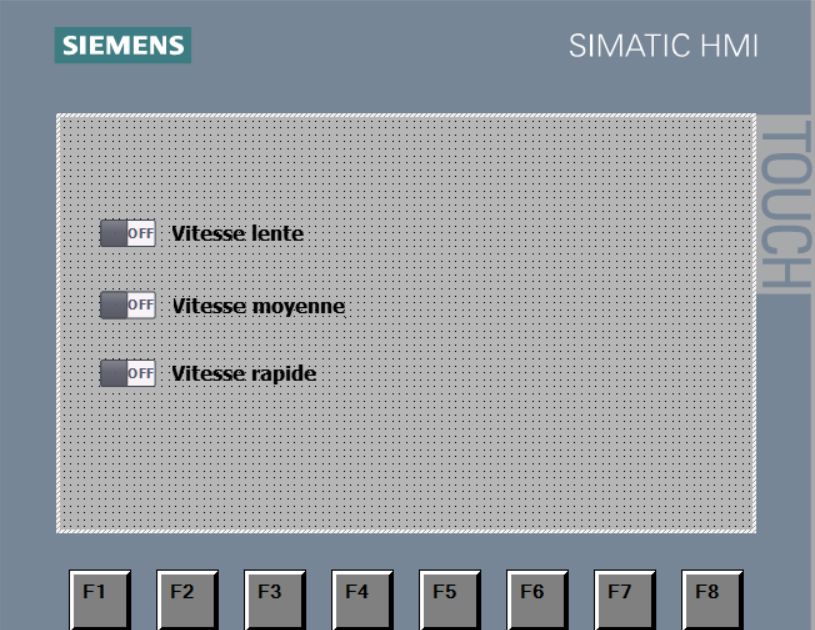 SIEMENS
SIMATIC HMI
TOUCH
OFF Vitesse lente
OFF Vitesse moyenne
OFF Vitesse rapide
F1 F2 F3 F4 F5 F6 F7 F8